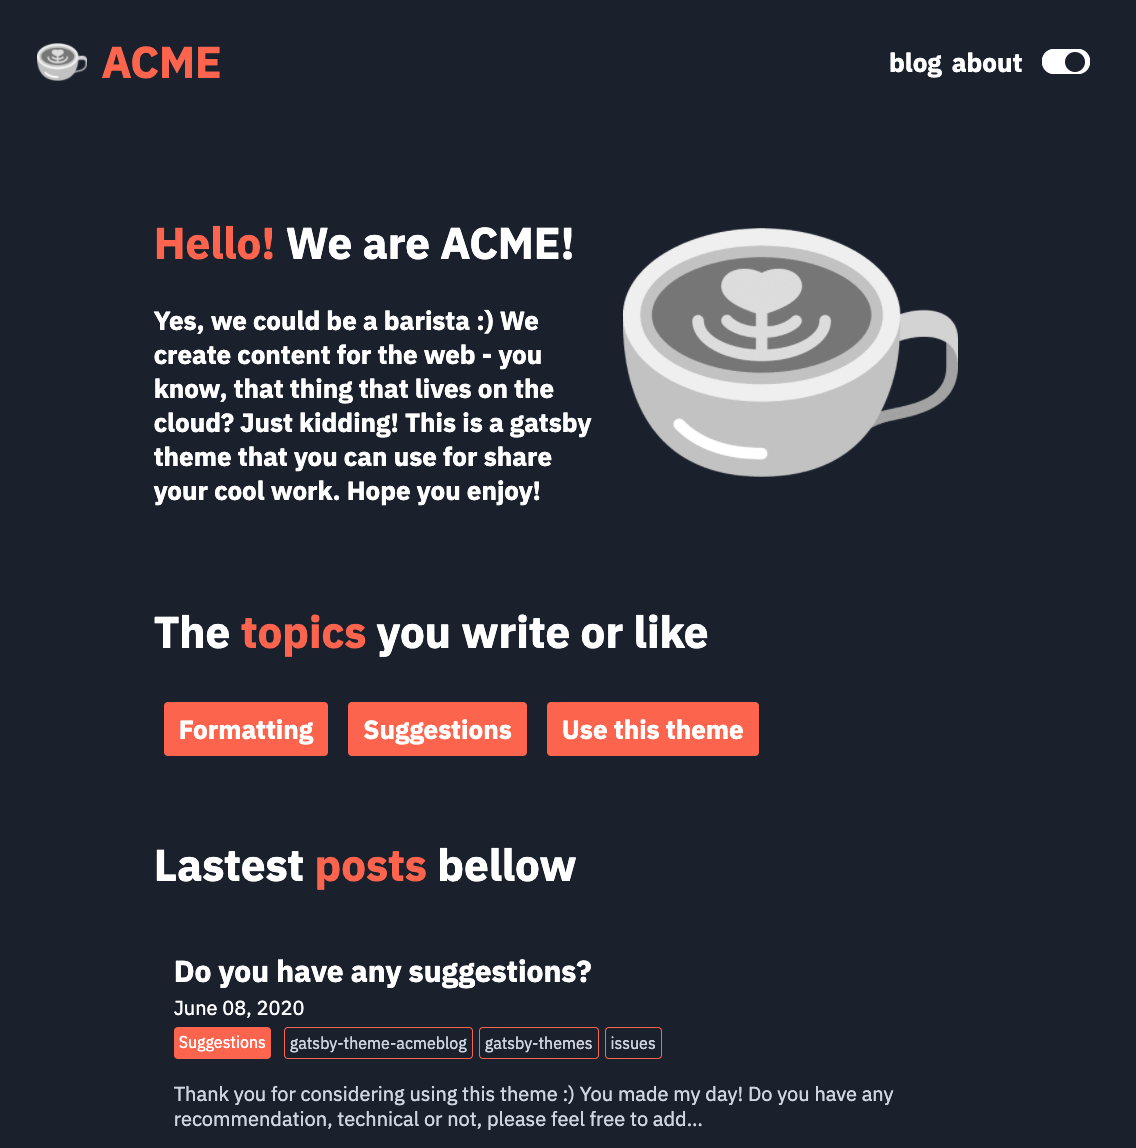 ACME
blog about
Hello! We are ACME!
Yes, we could be a barista :) We
create content for the web - you
know, that thing that lives on the
cloud? Just kidding! This is a gatsby
theme that you can use for share
your cool work. Hope you enjoy!
The topics you write or like
Formatting Suggestions Use this theme
Lastest posts bellow
Do you have any suggestions?
June 08, 2020
Suggestions gatsby-theme-acmeblog gatsby-themes issues
Thank you for considering using this theme :) You made my day! Do you have any
recommendation, technical or not, please feel free to add...